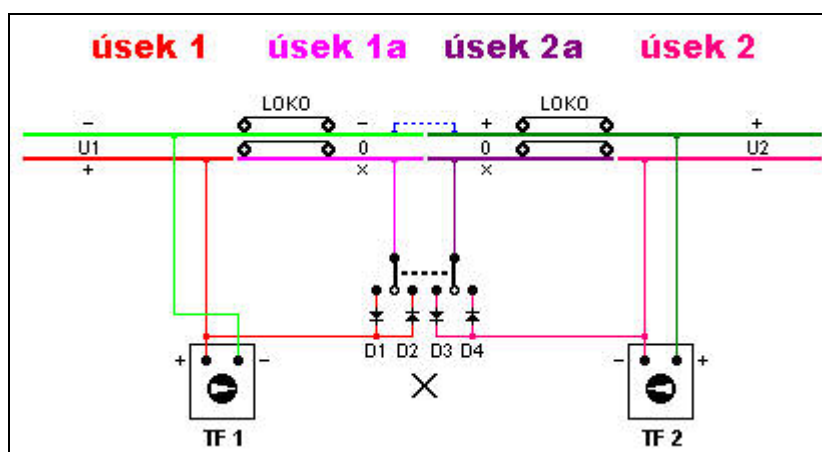 úsek 1 úsek 1a úsek 2a úsek 2
LOKO LOKO
− − + +
U1 0 0 U2
+ × × −
D1 D2 D3 D4
+ − − +
×
TF 1 TF 2